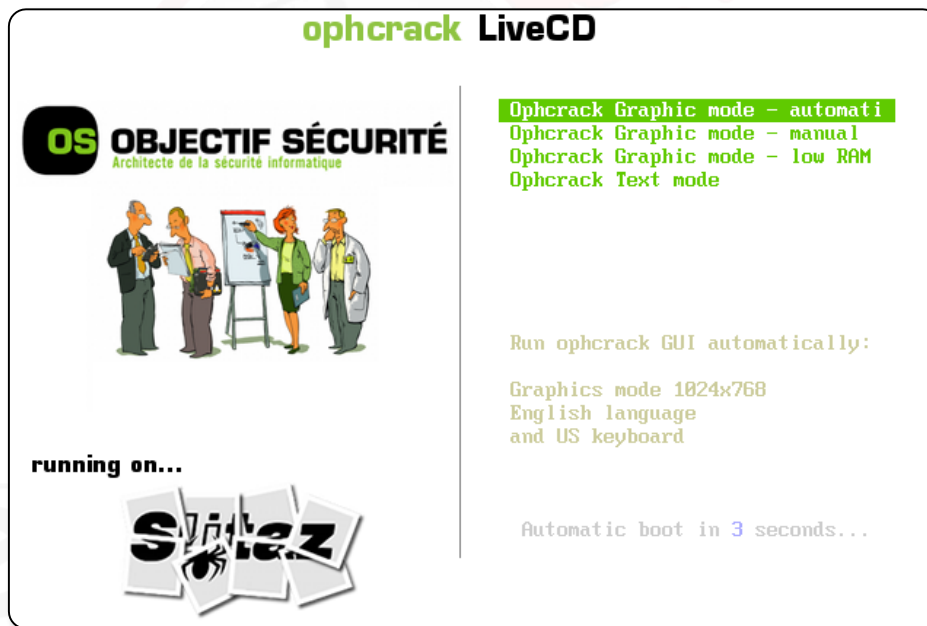 ophcrack LiveCD
OS OBJECTIF SÉCURITÉ
Architecte de la sécurité informatique
running on...
SliTaz
Ophcrack Graphic mode - automati
Ophcrack Graphic mode - manual
Ophcrack Graphic mode - low RAM
Ophcrack Text mode
Run ophcrack GUI automatically:
Graphics mode 1024x768
English language
and US keyboard
Automatic boot in 3 seconds...